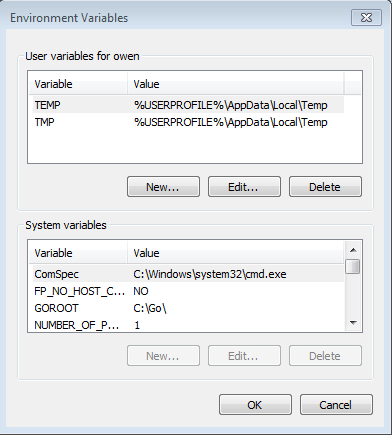 Environment Variables
User variables for owen
Variable Value
TEMP %USERPROFILE%\AppData\Local\Temp
TMP %USERPROFILE%\AppData\Local\Temp
New... Edit... Delete
System variables
Variable Value
ComSpec C:\Windows\system32\cmd.exe
FP_NO_HOST_C... NO
GOROOT C:\Go\
NUMBER_OF_P... 1
New... Edit... Delete
OK Cancel